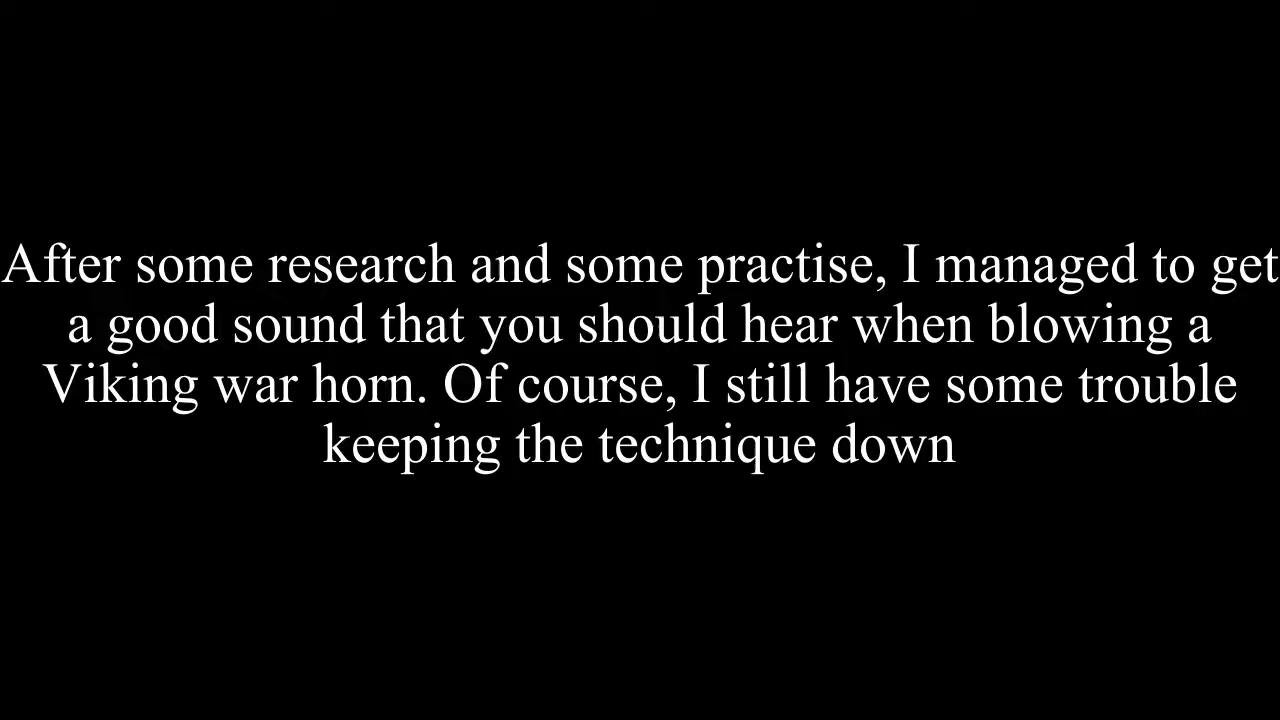 After some research and some practise, I managed to get
a good sound that you should hear when blowing a
Viking war horn. Of course, I still have some trouble
keeping the technique down